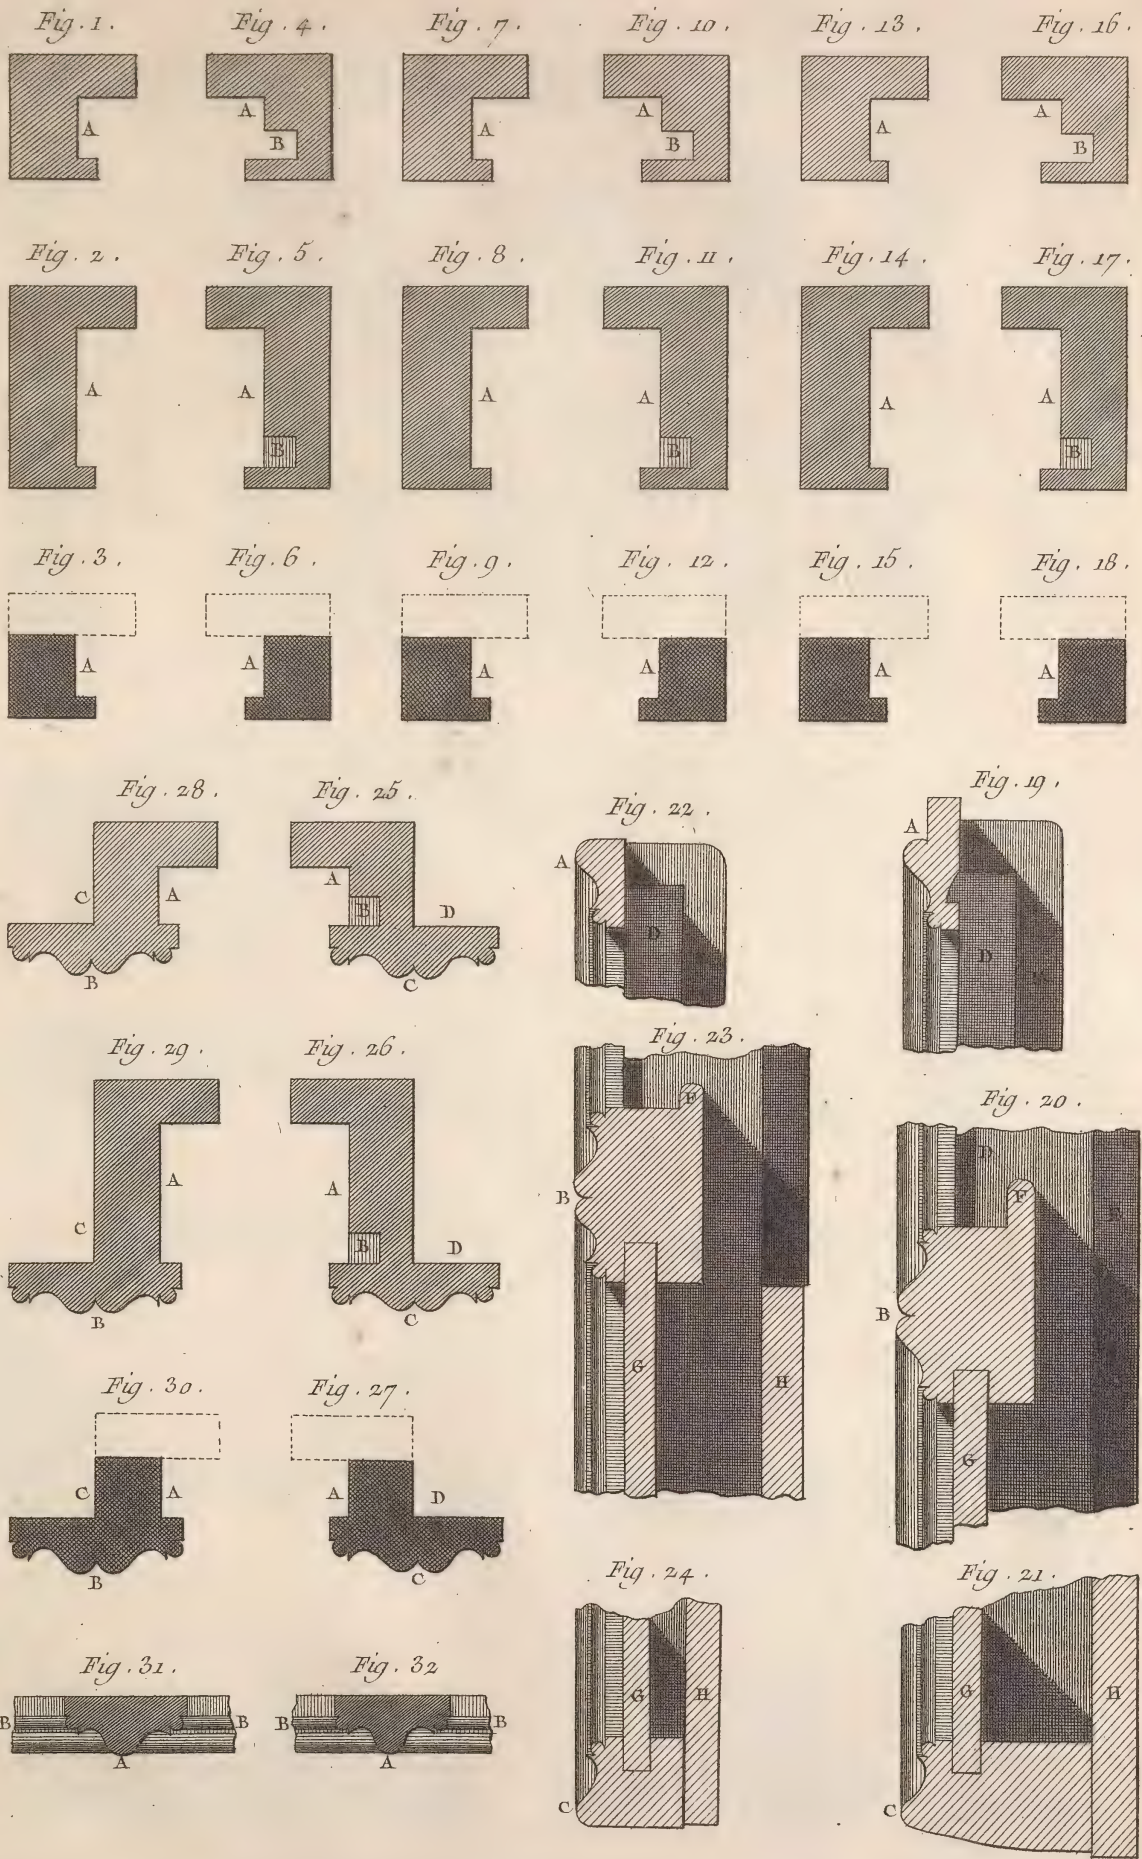 Fig. 1. Fig. 4. Fig. 7. Fig. 10. Fig. 13. Fig. 16.
A A A A A A
B B B
Fig. 2. Fig. 5. Fig. 8. Fig. 11. Fig. 14. Fig. 17.
A A A A A A
B B B
Fig. 3. Fig. 6. Fig. 9. Fig. 12. Fig. 15. Fig. 18.
A A A A A A
Fig. 28. Fig. 25. Fig. 22. Fig. 19.
A A
C A A B D D D
B C
Fig. 29. Fig. 26. Fig. 23. Fig. 20.
F D
A A B F E
C B D B
B C G H G
Fig. 30. Fig. 27.
C A A D
B C
Fig. 24. Fig. 21.
Fig. 31. Fig. 32
B B B B G H G H
A A
C C